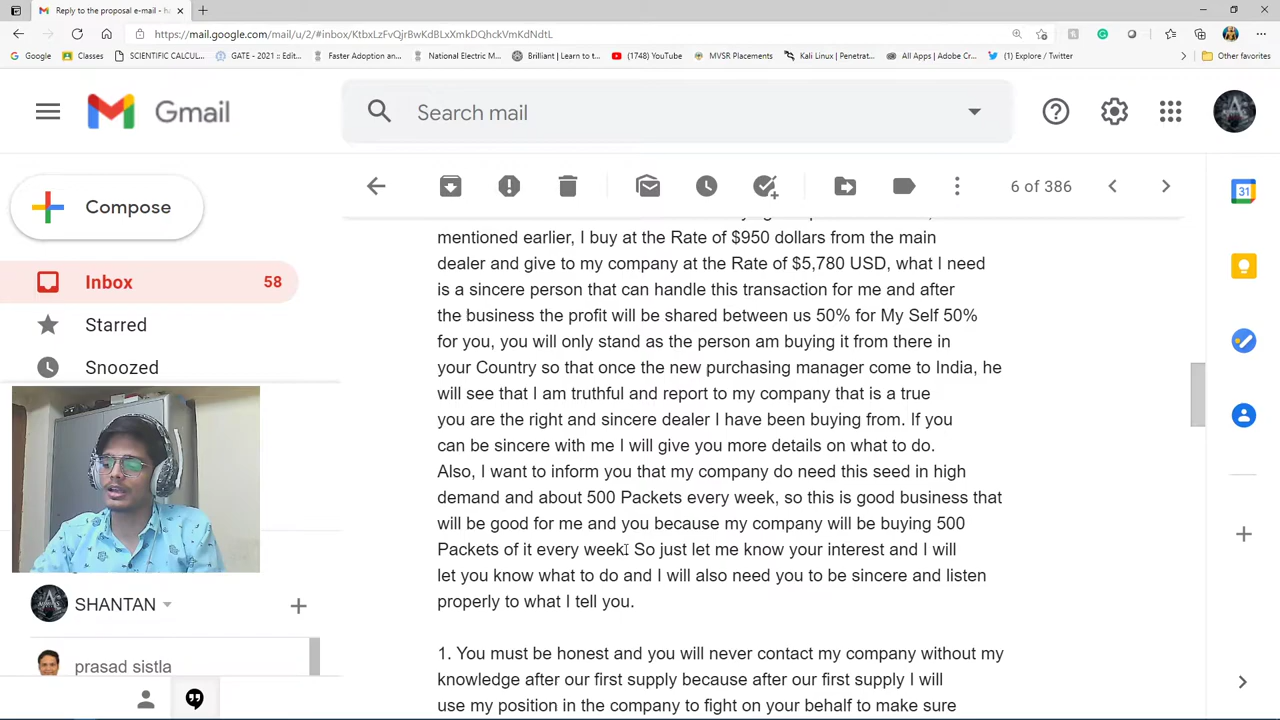 Reply to the proposal e-mail - ha
https://mail.google.com/mail/u/2/#inbox/KtbxLzFvQjrBwKdBLxXmkDQhckVmKdNdtL
Google
Classes
SCIENTIFIC CALCUL...
GATE - 2021 :: Edit...
Faster Adoption an...
National Electric M...
Brilliant | Learn to t...
(1748) YouTube
MVSR Placements
Kali Linux | Penetrat...
All Apps | Adobe Cr...
(1) Explore / Twitter
Other favorites
Gmail
Search mail
Compose
6 of 386
Inbox 58
Starred
Snoozed
mentioned earlier, I buy at the Rate of $950 dollars from the main
dealer and give to my company at the Rate of $5,780 USD, what I need
is a sincere person that can handle this transaction for me and after
the business the profit will be shared between us 50% for My Self 50%
for you, you will only stand as the person am buying it from there in
your Country so that once the new purchasing manager come to India, he
will see that I am truthful and report to my company that is a true
you are the right and sincere dealer I have been buying from. If you
can be sincere with me I will give you more details on what to do.
Also, I want to inform you that my company do need this seed in high
demand and about 500 Packets every week, so this is good business that
will be good for me and you because my company will be buying 500
Packets of it every week. So just let me know your interest and I will
let you know what to do and I will also need you to be sincere and listen
properly to what I tell you.
1. You must be honest and you will never contact my company without my
knowledge after our first supply because after our first supply I will
use my position in the company to fight on your behalf to make sure
SHANTAN
prasad sistla
31